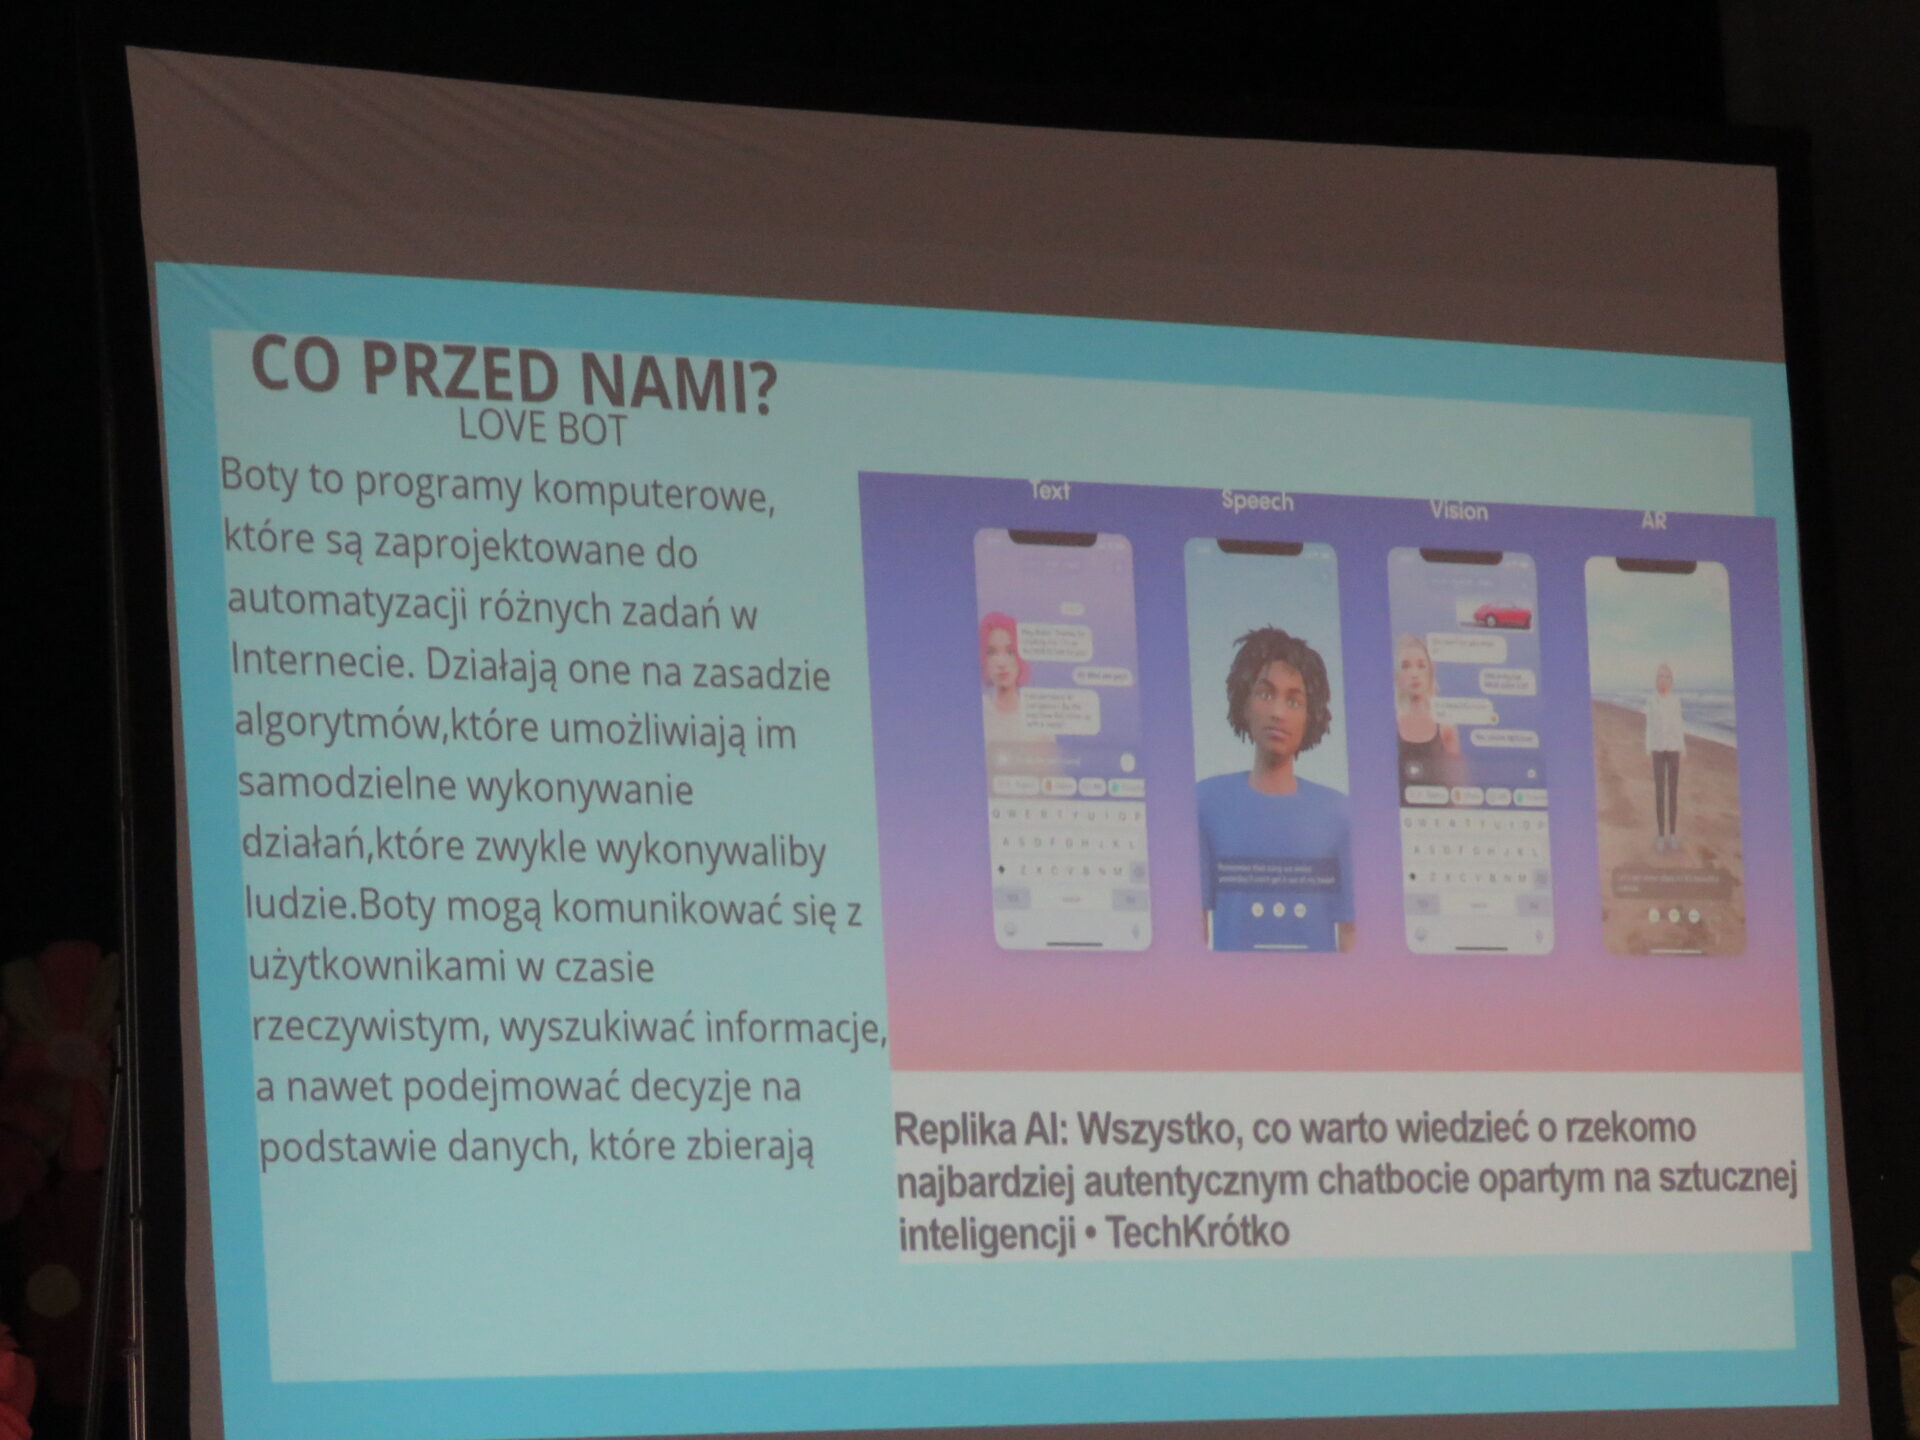 CO PRZED NAMI?
LOVE BOT
Boty to programy komputerowe,
które są zaprojektowane do
automatyzacji różnych zadań w
Internecie. Działają one na zasadzie
algorytmów,które umożliwiają im
samodzielne wykonywanie
działań,które zwykle wykonywaliby
ludzie.Boty mogą komunikować się z
użytkownikami w czasie
rzeczywistym, wyszukiwać informacje,
a nawet podejmować decyzje na
podstawie danych, które zbierają
Text
Speech
Vision
AR
Q W E R T Y U I O P
A S D F G H J K L
Z X C V B N M
Q W E R T Y U I O P
A S D F G H J K L
Z X C V B N M
Replika AI: Wszystko, co warto wiedzieć o rzekomo
najbardziej autentycznym chatbocie opartym na sztucznej
inteligencji • TechKrótko